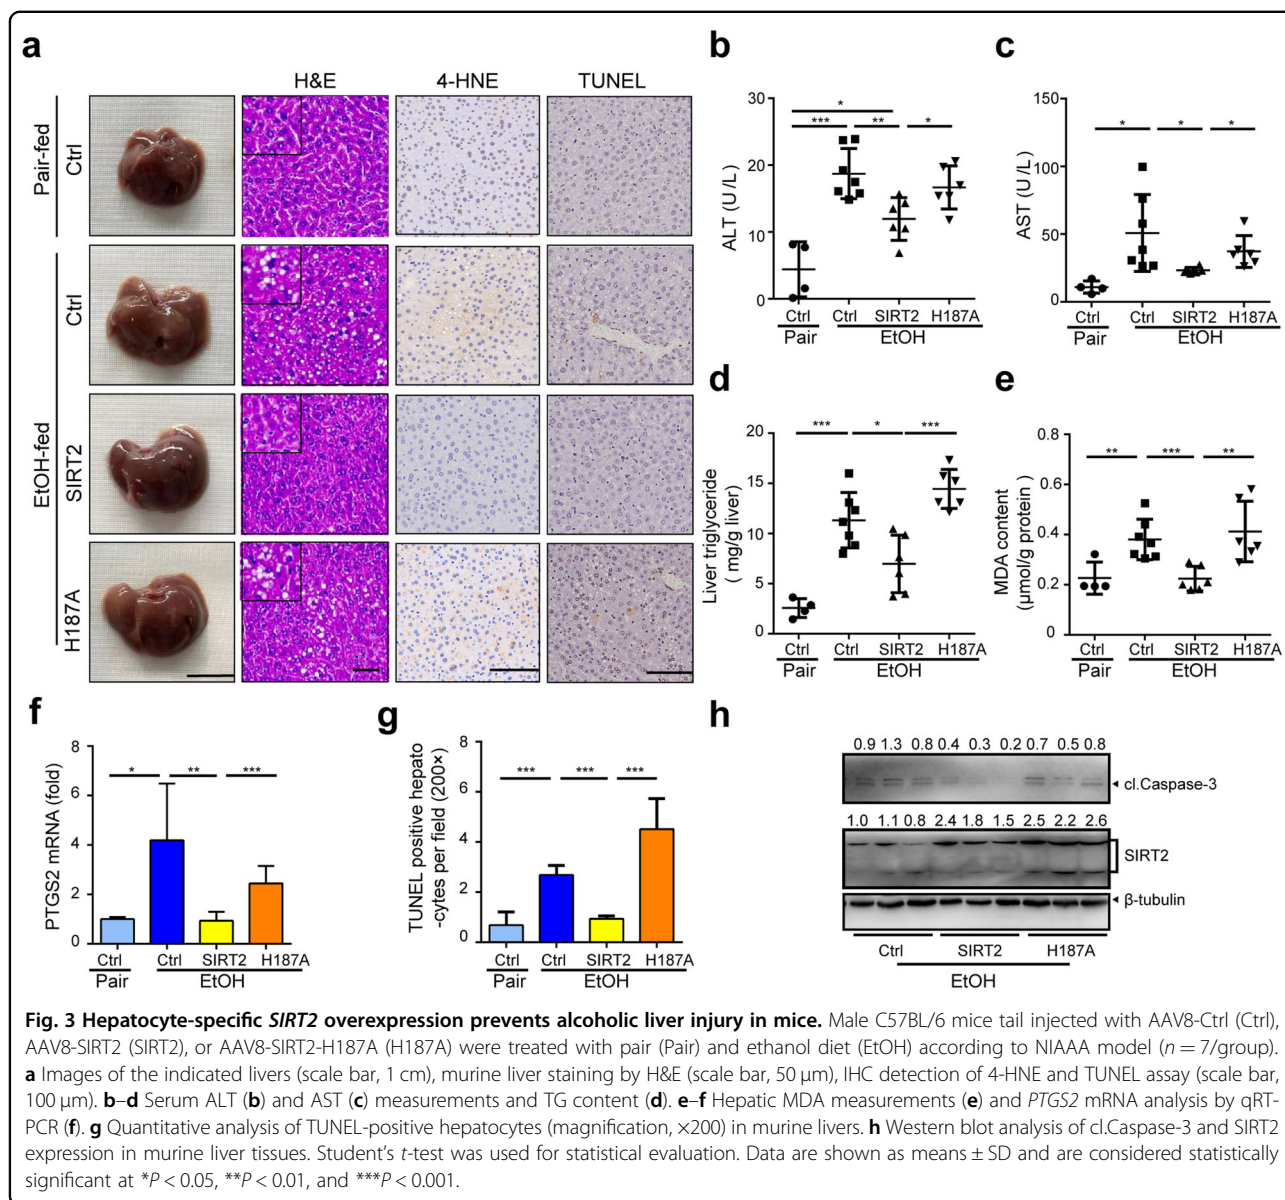 a
H&E
4-HNE
TUNEL
Pair-fed
Ctrl
EtOH-fed
Ctrl
SIRT2
H187A
b
ALT (U/L)
30
20
10
0
*
*** ** *
Ctrl Ctrl SIRT2 H187A
Pair EtOH
c
AST (U/L)
150
100
50
0
* * *
Ctrl Ctrl SIRT2 H187A
Pair EtOH
d
Liver triglyceride
( mg/g liver)
20
15
10
5
0
*** * ***
Ctrl Ctrl SIRT2 H187A
Pair EtOH
e
MDA content
(μmol/g protein )
0.8
0.6
0.4
0.2
0
** *** **
Ctrl Ctrl SIRT2 H187A
Pair EtOH
f
PTGS2 mRNA (fold)
8
6
4
2
0
* ** ***
Ctrl Ctrl SIRT2 H187A
Pair EtOH
g
TUNEL positive hepato
-cytes per field (200×)
8
6
4
2
0
*** *** ***
Ctrl Ctrl SIRT2 H187A
Pair EtOH
h
0.9 1.3 0.8 0.4 0.3 0.2 0.7 0.5 0.8
cl.Caspase-3
1.0 1.1 0.8 2.4 1.8 1.5 2.5 2.2 2.6
SIRT2
β-tubulin
Ctrl SIRT2 H187A
EtOH
Fig. 3 Hepatocyte-specific SIRT2 overexpression prevents alcoholic liver injury in mice. Male C57BL/6 mice tail injected with AAV8-Ctrl (Ctrl),
AAV8-SIRT2 (SIRT2), or AAV8-SIRT2-H187A (H187A) were treated with pair (Pair) and ethanol diet (EtOH) according to NIAAA model (n = 7/group).
a Images of the indicated livers (scale bar, 1 cm), murine liver staining by H&E (scale bar, 50 μm), IHC detection of 4-HNE and TUNEL assay (scale bar,
100 μm). b–d Serum ALT (b) and AST (c) measurements and TG content (d). e–f Hepatic MDA measurements (e) and PTGS2 mRNA analysis by qRT-
PCR (f). g Quantitative analysis of TUNEL-positive hepatocytes (magnification, ×200) in murine livers. h Western blot analysis of cl.Caspase-3 and SIRT2
expression in murine liver tissues. Student's t-test was used for statistical evaluation. Data are shown as means ± SD and are considered statistically
significant at *P < 0.05, **P < 0.01, and ***P < 0.001.